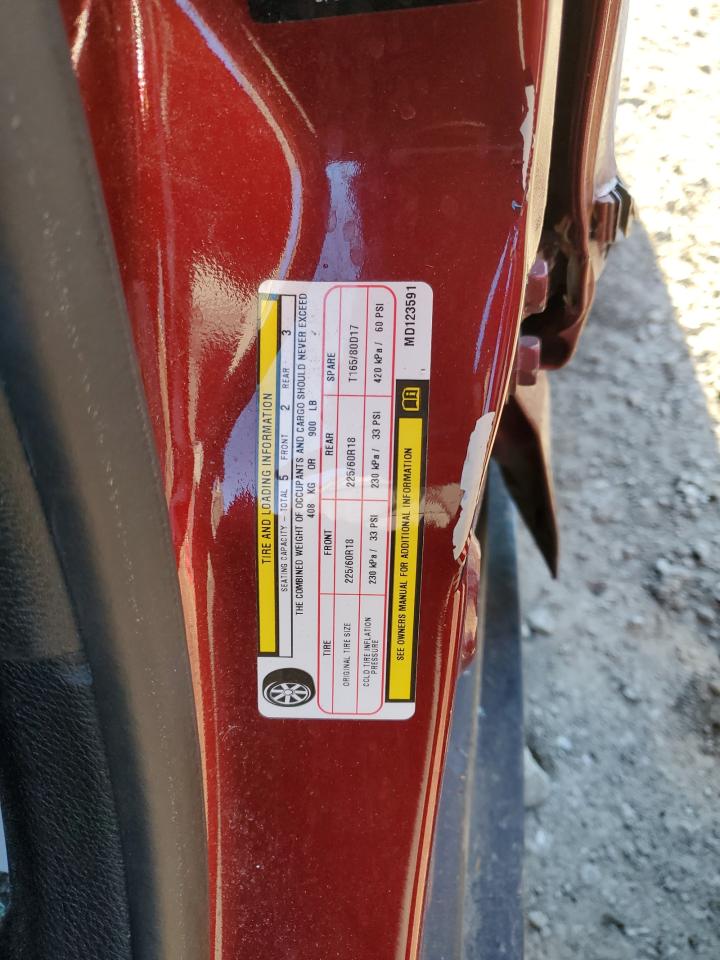 TIRE AND LOADING INFORMATION
SEATING CAPACITY - TOTAL 5 FRONT 2 REAR 3
THE COMBINED WEIGHT OF OCCUPANTS AND CARGO SHOULD NEVER EXCEED
408 KG OR 900 LB
TIRE FRONT REAR SPARE
ORIGINAL TIRE SIZE 225/60R18 225/60R18 T165/80D17
COLD TIRE INFLATION
PRESSURE 230 kPa / 33 PSI 230 kPa / 33 PSI 420 kPa / 60 PSI
SEE OWNERS MANUAL FOR ADDITIONAL INFORMATION
MD123591